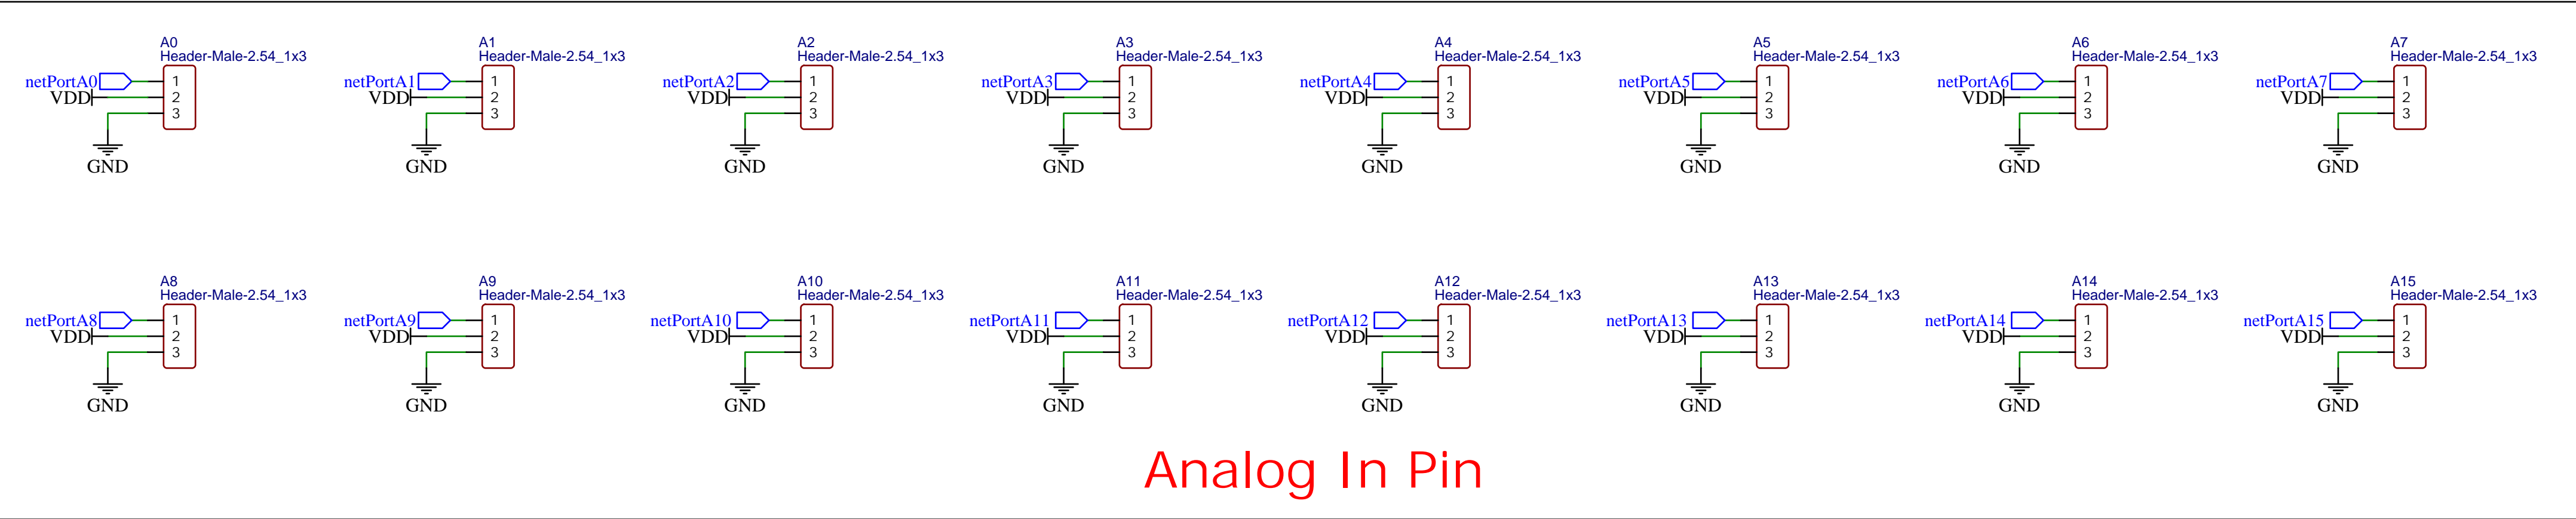 A0
Header-Male-2.54_1x3
netPortA0 1
VDD 2
3
GND
A1
Header-Male-2.54_1x3
netPortA1 1
VDD 2
3
GND
A2
Header-Male-2.54_1x3
netPortA2 1
VDD 2
3
GND
A3
Header-Male-2.54_1x3
netPortA3 1
VDD 2
3
GND
A4
Header-Male-2.54_1x3
netPortA4 1
VDD 2
3
GND
A5
Header-Male-2.54_1x3
netPortA5 1
VDD 2
3
GND
A6
Header-Male-2.54_1x3
netPortA6 1
VDD 2
3
GND
A7
Header-Male-2.54_1x3
netPortA7 1
VDD 2
3
GND
A8
Header-Male-2.54_1x3
netPortA8 1
VDD 2
3
GND
A9
Header-Male-2.54_1x3
netPortA9 1
VDD 2
3
GND
A10
Header-Male-2.54_1x3
netPortA10 1
VDD 2
3
GND
A11
Header-Male-2.54_1x3
netPortA11 1
VDD 2
3
GND
A12
Header-Male-2.54_1x3
netPortA12 1
VDD 2
3
GND
A13
Header-Male-2.54_1x3
netPortA13 1
VDD 2
3
GND
A14
Header-Male-2.54_1x3
netPortA14 1
VDD 2
3
GND
A15
Header-Male-2.54_1x3
netPortA15 1
VDD 2
3
GND
Analog In Pin